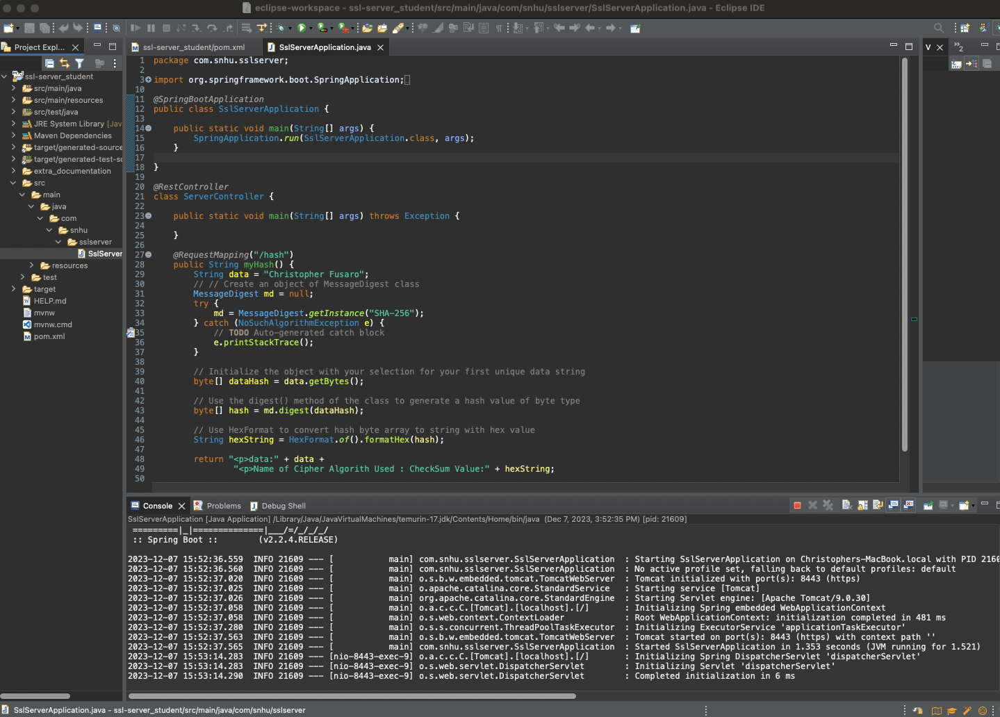 eclipse-workspace - ssl-server_student/src/main/java/com/snhu/sslserver/SslServerApplication.java - Eclipse IDE
Project Expl...
ssl-server_student/pom.xml
SslServerApplication.java
V
2
ssl-server_student
src/main/java
src/main/resources
src/test/java
JRE System Library [Jav
Maven Dependencies
target/generated-source
target/generated-test-so
extra_documentation
src
main
java
com
snhu
sslserver
SslServer
resources
test
target
HELP.md
mvnw
mvnw.cmd
pom.xml
1 package com.snhu.sslserver;
2
3 import org.springframework.boot.SpringApplication;
10
11 @SpringBootApplication
12 public class SslServerApplication {
13
14 public static void main(String[] args) {
15 SpringApplication.run(SslServerApplication.class, args);
16 }
17
18 }
19
20 @RestController
21 class ServerController {
22
23 public static void main(String[] args) throws Exception {
24
25 }
26
27 @RequestMapping("/hash")
28 public String myHash() {
29 String data = "Christopher Fusaro";
30 // // Create an object of MessageDigest class
31 MessageDigest md = null;
32 try {
33 md = MessageDigest.getInstance("SHA-256");
34 } catch (NoSuchAlgorithmException e) {
35 // TODO Auto-generated catch block
36 e.printStackTrace();
37 }
38
39 // Initialize the object with your selection for your first unique data string
40 byte[] dataHash = data.getBytes();
41
42 // Use the digest() method of the class to generate a hash value of byte type
43 byte[] hash = md.digest(dataHash);
44
45 // Use HexFormat to convert hash byte array to string with hex value
46 String hexString = HexFormat.of().formatHex(hash);
47
48 return "<p>data:" + data +
49 "<p>Name of Cipher Algorith Used : CheckSum Value:" + hexString;
50
Console
Problems
Debug Shell
SslServerApplication [Java Application] /Library/Java/JavaVirtualMachines/temurin-17.jdk/Contents/Home/bin/java (Dec 7, 2023, 3:52:35 PM) [pid: 21609]
=========|_|==============|___/=/_/_/_/
:: Spring Boot :: (v2.2.4.RELEASE)
2023-12-07 15:52:36.559 INFO 21609 --- [ main] com.snhu.sslserver.SslServerApplication : Starting SslServerApplication on Christophers-MacBook.local with PID 2160
2023-12-07 15:52:36.560 INFO 21609 --- [ main] com.snhu.sslserver.SslServerApplication : No active profile set, falling back to default profiles: default
2023-12-07 15:52:37.020 INFO 21609 --- [ main] o.s.b.w.embedded.tomcat.TomcatWebServer : Tomcat initialized with port(s): 8443 (https)
2023-12-07 15:52:37.025 INFO 21609 --- [ main] o.apache.catalina.core.StandardService : Starting service [Tomcat]
2023-12-07 15:52:37.026 INFO 21609 --- [ main] org.apache.catalina.core.StandardEngine : Starting Servlet engine: [Apache Tomcat/9.0.30]
2023-12-07 15:52:37.058 INFO 21609 --- [ main] o.a.c.c.C.[Tomcat].[localhost].[/] : Initializing Spring embedded WebApplicationContext
2023-12-07 15:52:37.058 INFO 21609 --- [ main] o.s.web.context.ContextLoader : Root WebApplicationContext: initialization completed in 481 ms
2023-12-07 15:52:37.280 INFO 21609 --- [ main] o.s.s.concurrent.ThreadPoolTaskExecutor : Initializing ExecutorService 'applicationTaskExecutor'
2023-12-07 15:52:37.563 INFO 21609 --- [ main] o.s.b.w.embedded.tomcat.TomcatWebServer : Tomcat started on port(s): 8443 (https) with context path ''
2023-12-07 15:52:37.565 INFO 21609 --- [ main] com.snhu.sslserver.SslServerApplication : Started SslServerApplication in 1.353 seconds (JVM running for 1.521)
2023-12-07 15:53:14.283 INFO 21609 --- [nio-8443-exec-9] o.a.c.c.C.[Tomcat].[localhost].[/] : Initializing Spring DispatcherServlet 'dispatcherServlet'
2023-12-07 15:53:14.283 INFO 21609 --- [nio-8443-exec-9] o.s.web.servlet.DispatcherServlet : Initializing Servlet 'dispatcherServlet'
2023-12-07 15:53:14.290 INFO 21609 --- [nio-8443-exec-9] o.s.web.servlet.DispatcherServlet : Completed initialization in 6 ms
SslServerApplication.java - ssl-server_student/src/main/java/com/snhu/sslserver